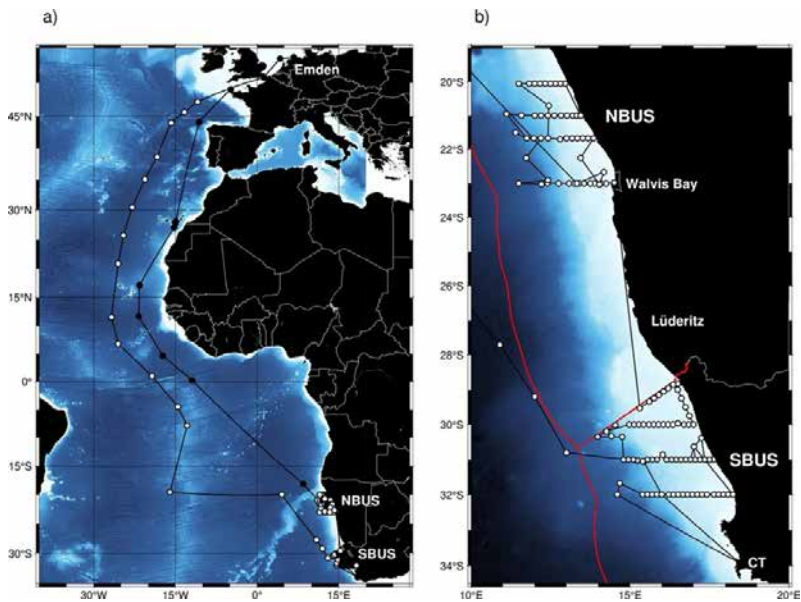 a)
b)
Emden
45°N
30°N
15°N
0°
15°S
30°S
NBUS
SBUS
30°W
15°W
0°
15°E
20°S
22°S
24°S
26°S
28°S
30°S
32°S
34°S
NBUS
Walvis Bay
Lüderitz
SBUS
CT
10°E
15°E
20°E